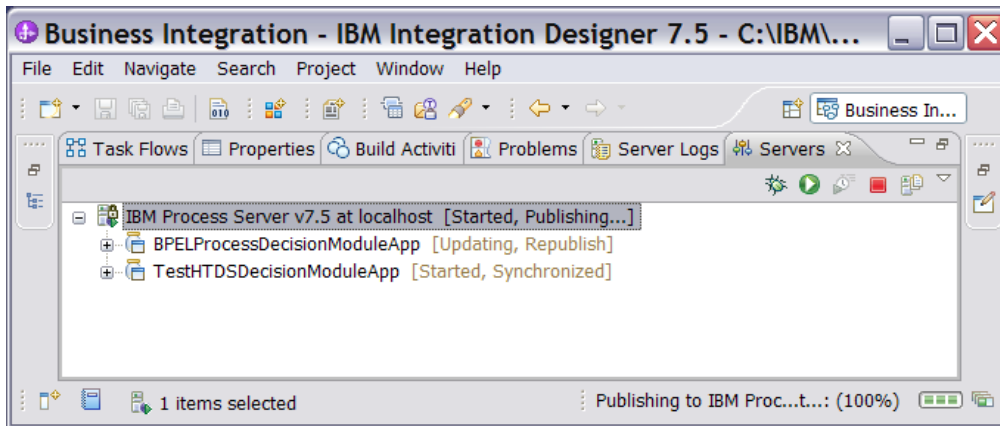 Business Integration - IBM Integration Designer 7.5 - C:\IBM\...
File Edit Navigate Search Project Window Help
Business In...
Task Flows Properties Build Activiti Problems Server Logs Servers
IBM Process Server v7.5 at localhost [Started, Publishing...]
BPELProcessDecisionModuleApp [Updating, Republish]
TestHTDSDecisionModuleApp [Started, Synchronized]
1 items selected Publishing to IBM Proc...t...: (100%)